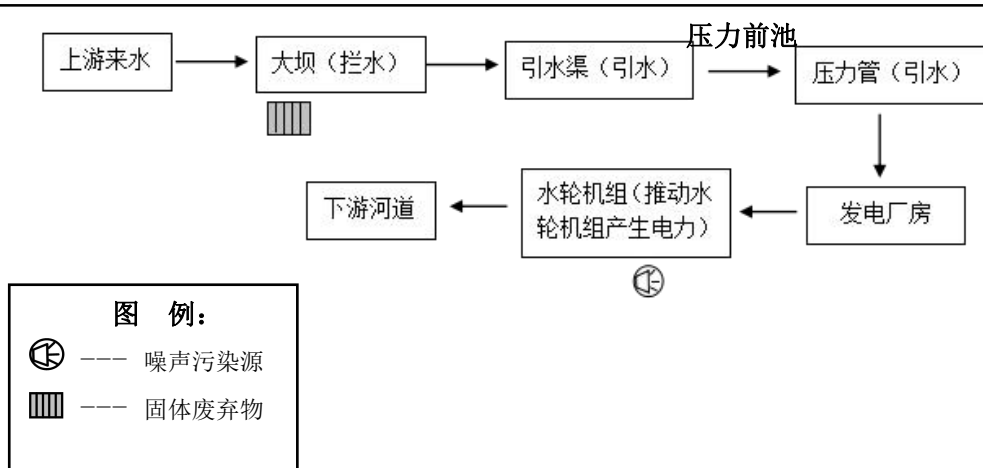 上游来水
大坝（拦水）
引水渠（引水）
压力前池
压力管（引水）
发电厂房
水轮机组（推动水
轮机组产生电力）
下游河道
图 例：
--- 噪声污染源
--- 固体废弃物